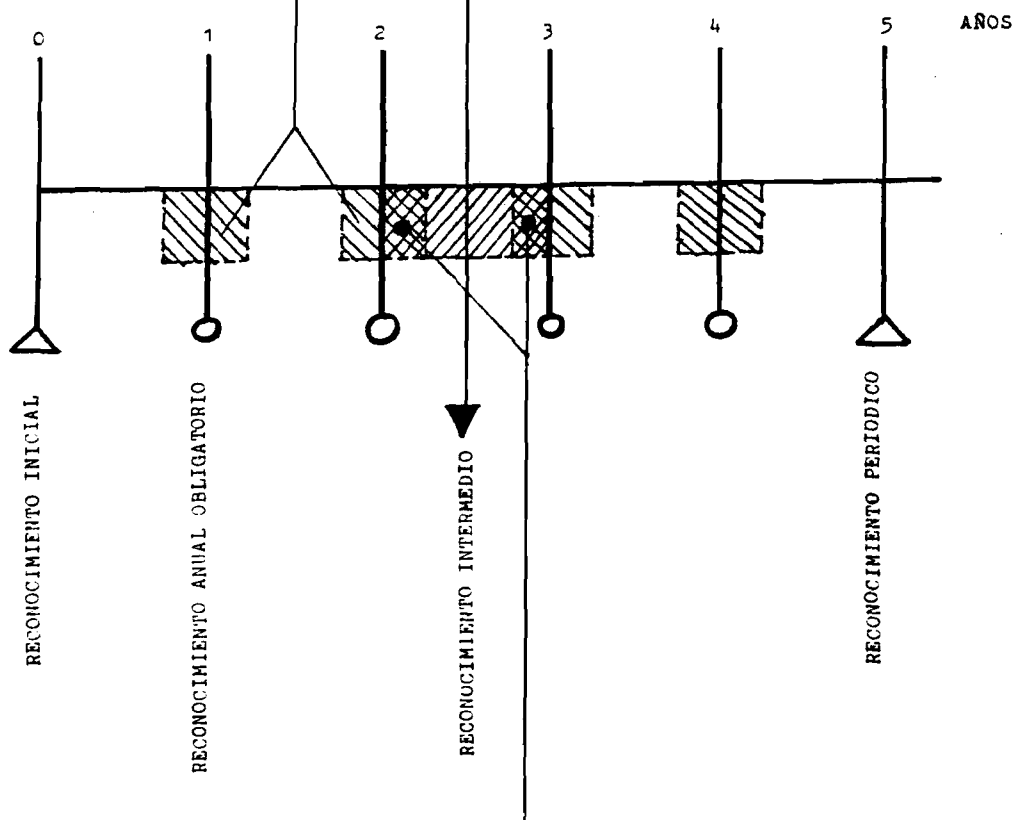 0 1 2 3 4 5 AÑOS
RECONOCIMIENTO INICIAL
RECONOCIMIENTO ANUAL OBLIGATORIO
RECONOCIMIENTO INTERMEDIO
RECONOCIMIENTO PERIODICO